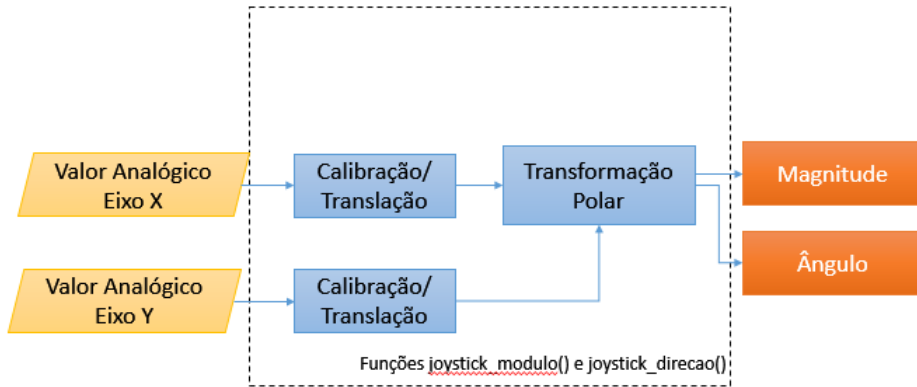 Valor Analógico
Eixo X
Calibração/
Translação
Transformação
Polar
Magnitude
Ângulo
Valor Analógico
Eixo Y
Calibração/
Translação
Funções joystick_modulo() e joystick_direcao()